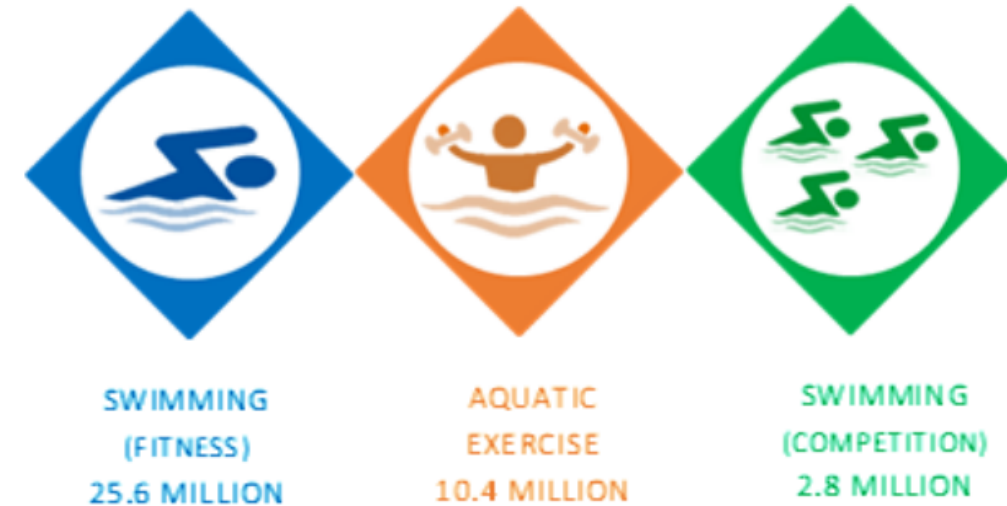 SWIMMING
(FITNESS)
25.6 MILLION
AQUATIC
EXERCISE
10.4 MILLION
SWIMMING
(COMPETITION)
2.8 MILLION